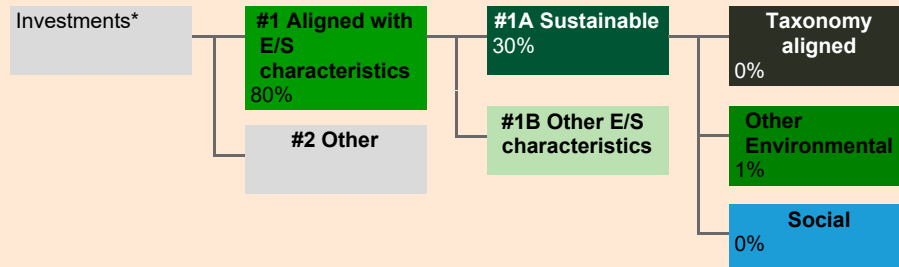 Investments*
#1 Aligned with
E/S
characteristics
80%
#2 Other
#1A Sustainable
30%
#1B Other E/S
characteristics
Taxonomy
aligned
0%
Other
Environmental
1%
Social
0%